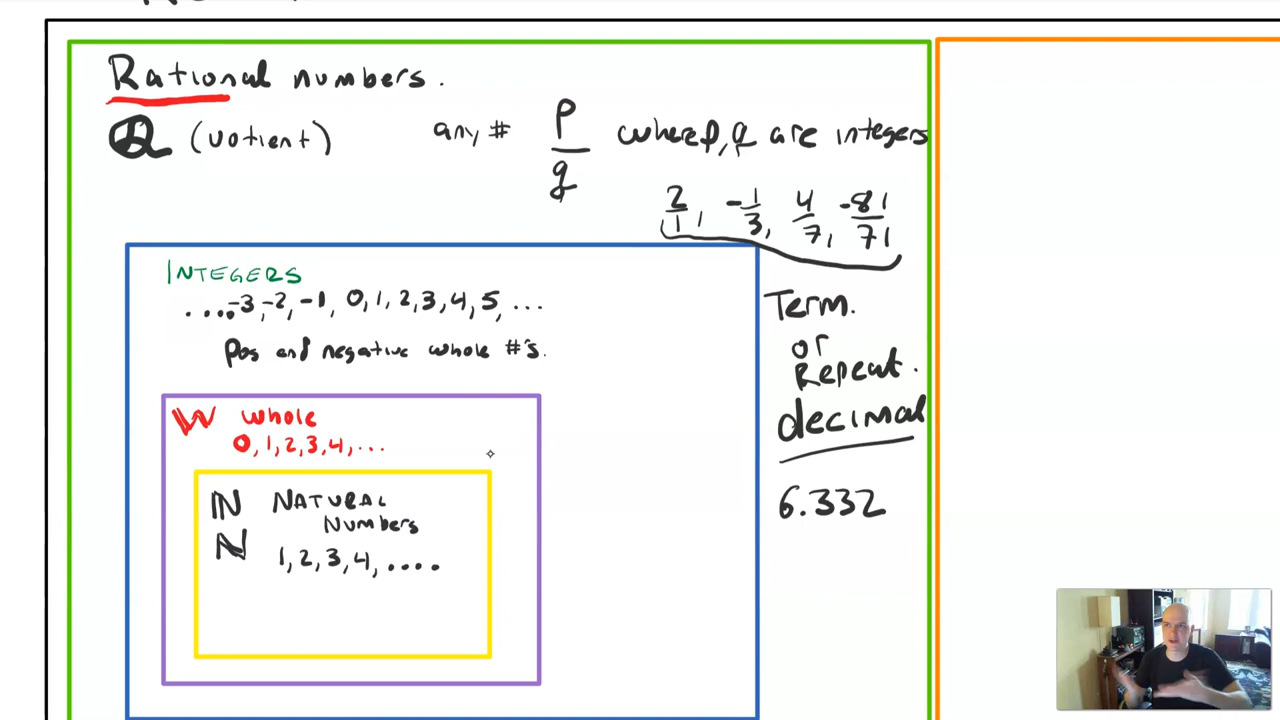 Rational numbers.
Q (uotient) any # p/q where p, q are integers
2/1, -1/3, 4/7, -81/71
INTEGERS
....-3, -2, -1, 0, 1, 2, 3, 4, 5, ...
Pos and negative whole #'s.
Term.
or
Repeat.
decimal
6.332
W whole
0, 1, 2, 3, 4, ...
N NATURAL
Numbers
N
1, 2, 3, 4, ....